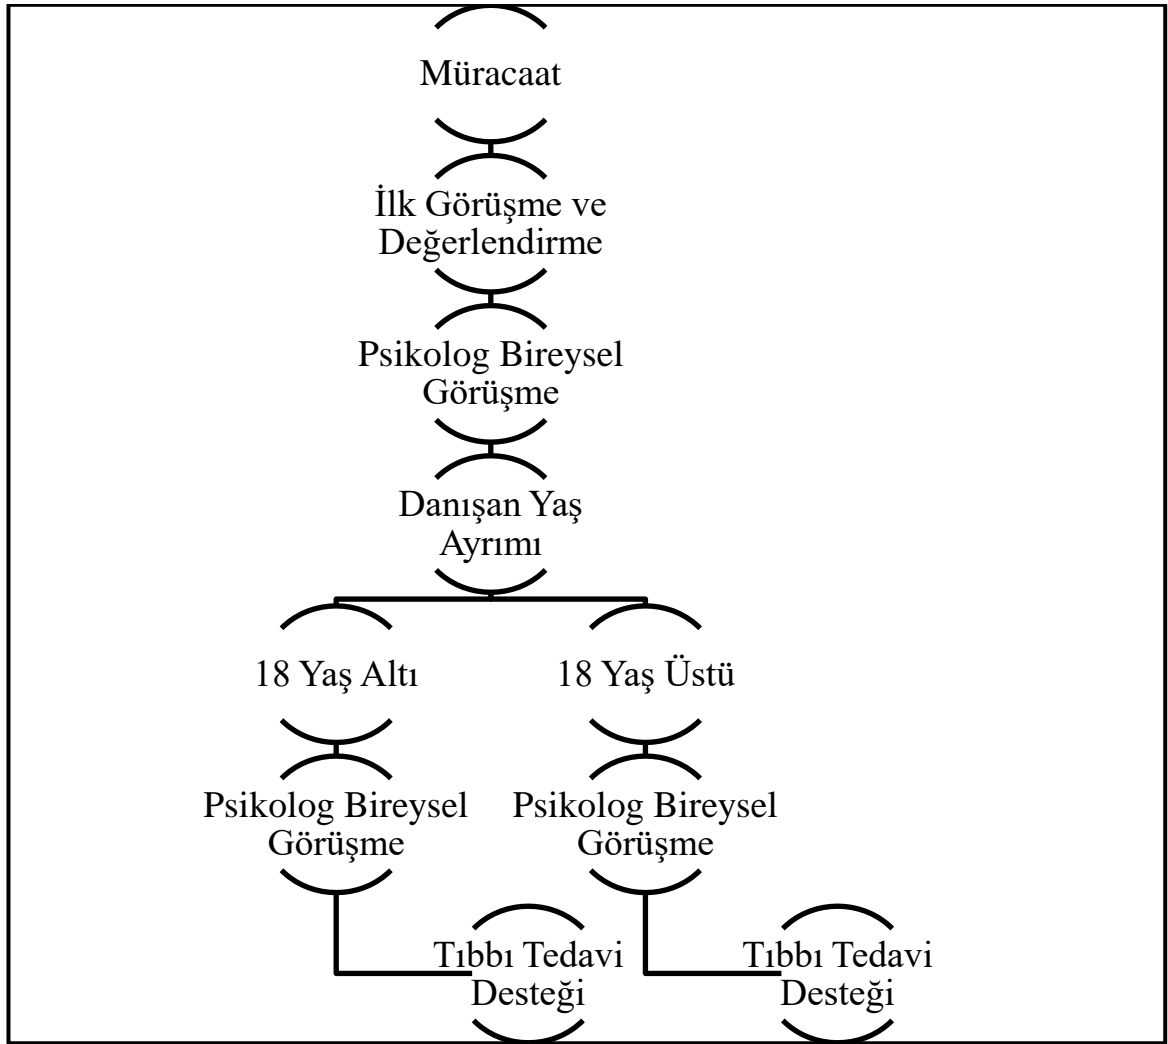 Müracaat
İlk Görüşme ve
Değerlendirme
Psikolog Bireysel
Görüşme
Danışan Yaş
Ayrımı
18 Yaş Altı
18 Yaş Üstü
Psikolog Bireysel
Görüşme
Psikolog Bireysel
Görüşme
Tıbbı Tedavi
Desteği
Tıbbı Tedavi
Desteği